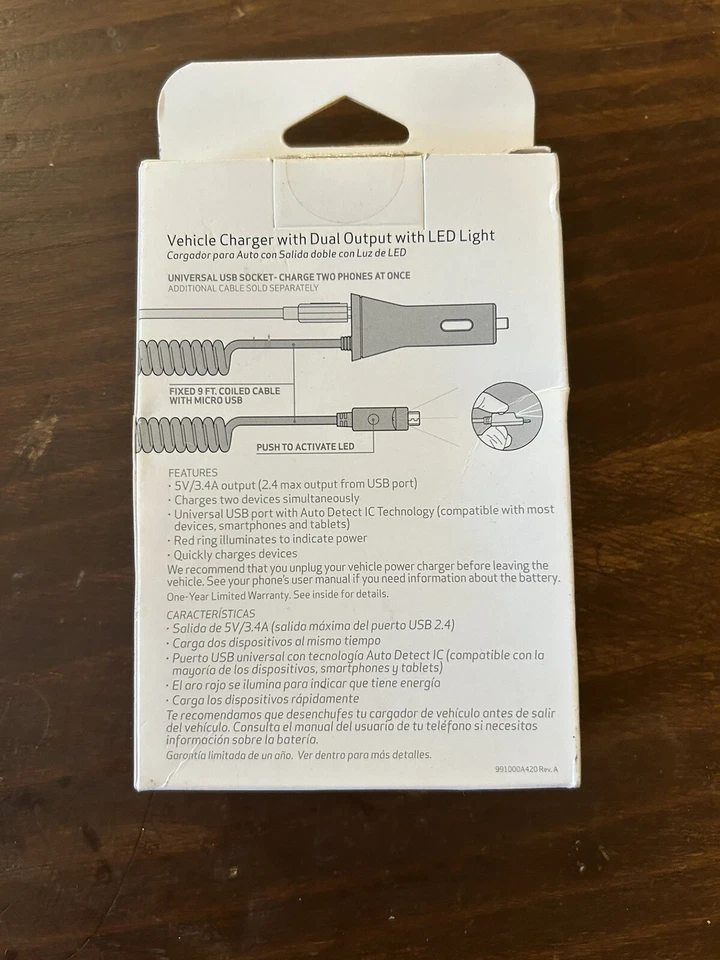 Vehicle Charger with Dual Output with LED Light
Cargador para Auto con Salida doble con Luz de LED
UNIVERSAL USB SOCKET- CHARGE TWO PHONES AT ONCE
ADDITIONAL CABLE SOLD SEPARATELY
FIXED 9 FT. COILED CABLE
WITH MICRO USB
PUSH TO ACTIVATE LED
FEATURES
· 5V/3.4A output (2.4 max output from USB port)
· Charges two devices simultaneously
· Universal USB port with Auto Detect IC Technology (compatible with most
devices, smartphones and tablets)
· Red ring illuminates to indicate power
· Quickly charges devices
We recommend that you unplug your vehicle power charger before leaving the
vehicle. See your phone's user manual if you need information about the battery.
One-Year Limited Warranty. See inside for details.
CARACTERÍSTICAS
· Salida de 5V/3.4A (salida máxima del puerto USB 2.4)
· Carga dos dispositivos al mismo tiempo
· Puerto USB universal con tecnología Auto Detect IC (compatible con la
mayoría de los dispositivos, smartphones y tablets)
· El aro rojo se ilumina para indicar que tiene energía
· Carga los dispositivos rápidamente
Te recomendamos que desenchufes tu cargador de vehículo antes de salir
del vehículo. Consulta el manual del usuario de tu teléfono si necesitas
información sobre la batería.
Garantía limitada de un año. Ver dentro para más detalles.
991000A420 Rev. A